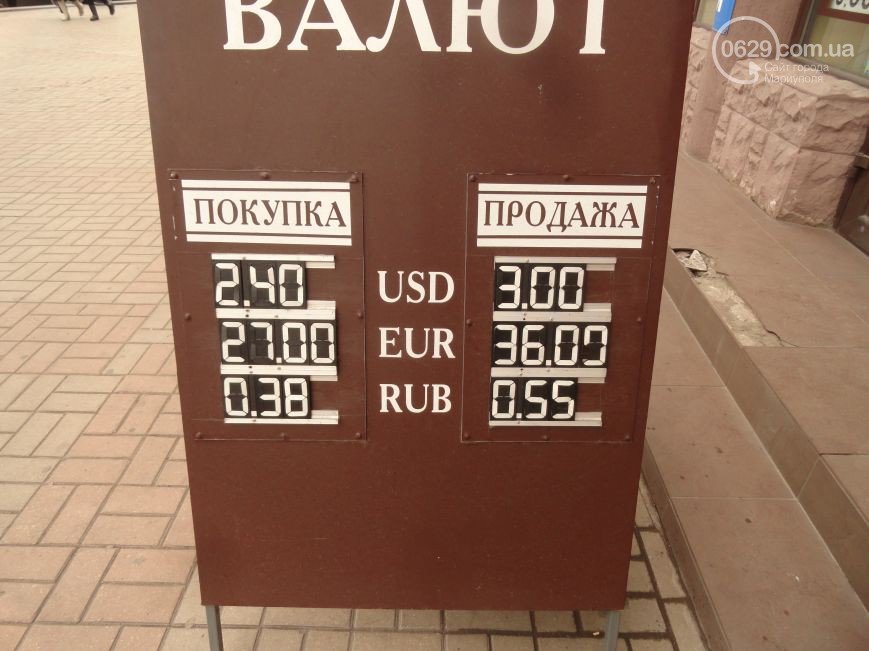 ВАЛЮТ
0629.com.ua
Сайт города
Мариуполя
ПОКУПКА ПРОДАЖА
2.40 USD 3.00
27.00 EUR 36.09
0.38 RUB 0.55